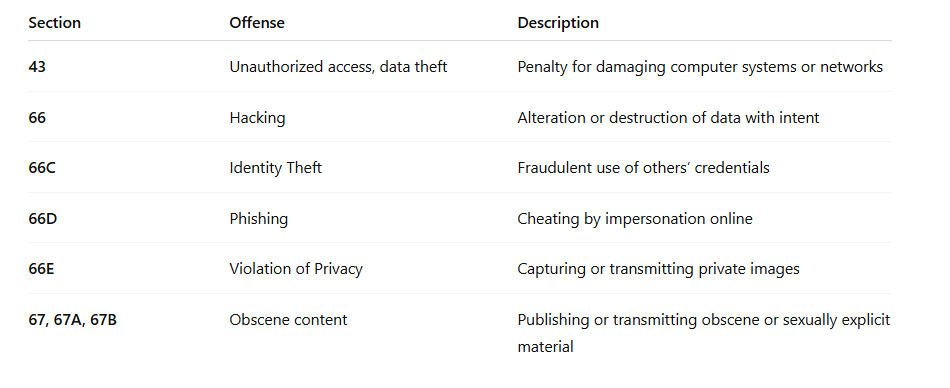 Section Offense Description
43 Unauthorized access, data theft Penalty for damaging computer systems or networks
66 Hacking Alteration or destruction of data with intent
66C Identity Theft Fraudulent use of others’ credentials
66D Phishing Cheating by impersonation online
66E Violation of Privacy Capturing or transmitting private images
67, 67A, 67B Obscene content Publishing or transmitting obscene or sexually explicit
material